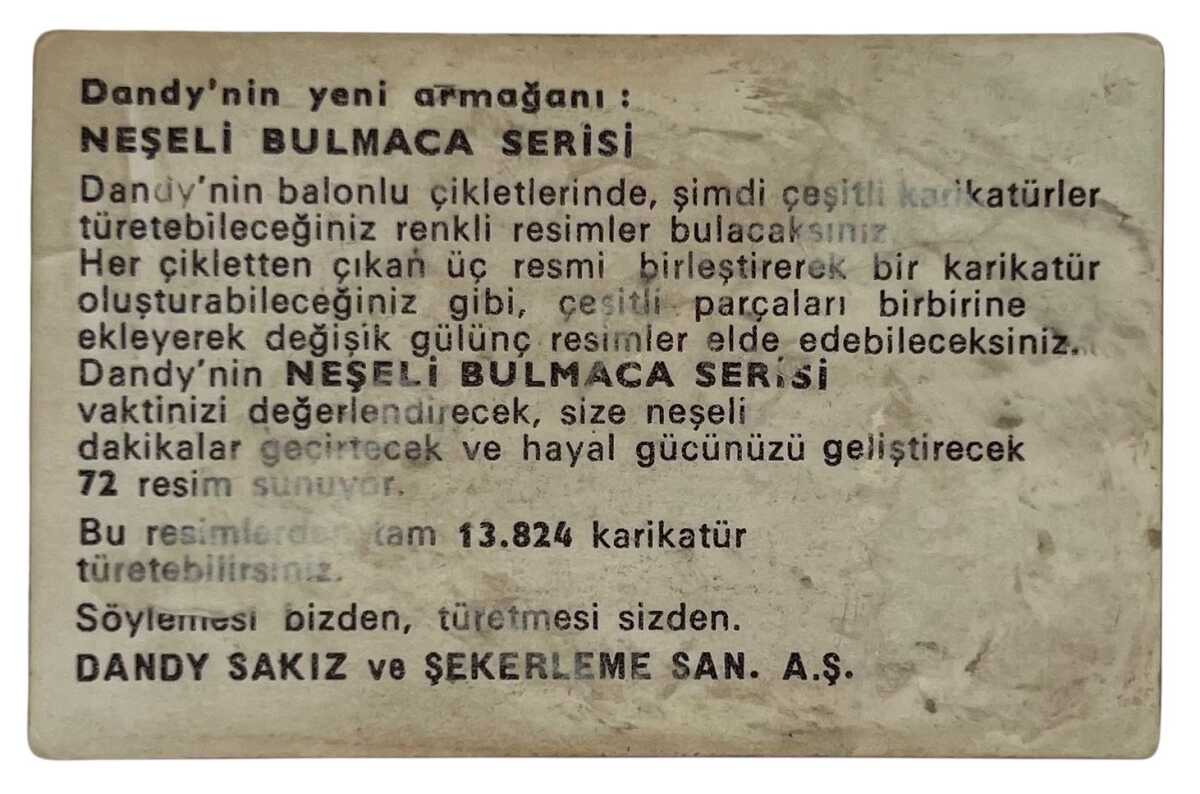 Dandy'nin yeni armağanı :
NEŞELİ BULMACA SERİSİ
Dandy'nin balonlu çikletlerinde, şimdi çeşitli karikatürler
türetebileceğiniz renkli resimler bulacaksınız.
Her çikletten çıkan üç resmi birleştirerek bir karikatür
oluşturabileceğiniz gibi, çeşitli parçaları birbirine
ekleyerek değişik gülünç resimler elde edebileceksiniz.
Dandy'nin NEŞELİ BULMACA SERİSİ
vaktinizi değerlendirecek, size neşeli
dakikalar geçirtecek ve hayal gücünüzü geliştirecek
72 resim sunuyor.
Bu resimlerden tam 13.824 karikatür
türetebilirsiniz.
Söylemesi bizden, türetmesi sizden.
DANDY SAKIZ ve ŞEKERLEME SAN. A.Ş.